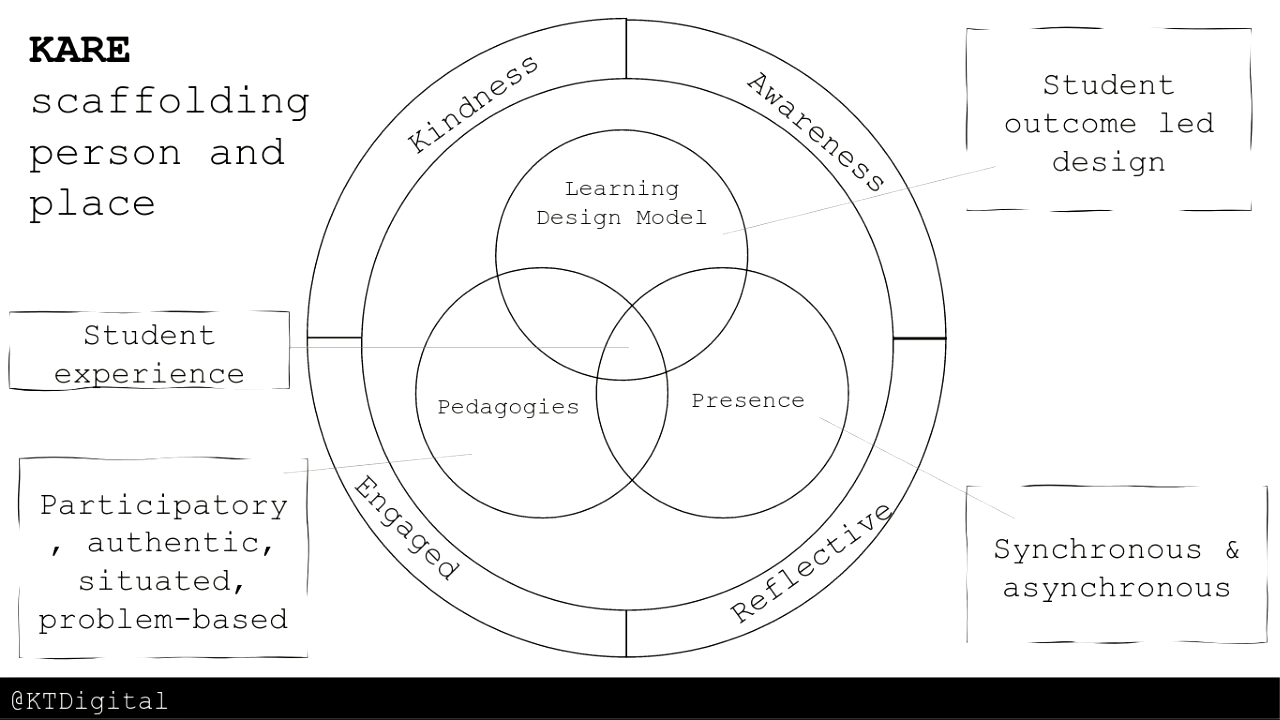 KARE
scaffolding
person and
place
Kindness
Awareness
Student
outcome led
design
Learning
Design Model
Student
experience
Pedagogies
Presence
Participatory
, authentic,
situated,
problem-based
Engaged
Reflective
Synchronous &
asynchronous
@KTDigital